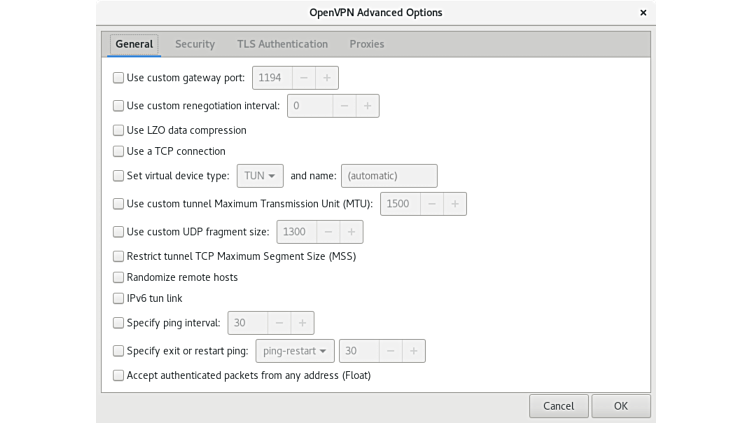 OpenVPN Advanced Options ×
General Security TLS Authentication Proxies
Use custom gateway port: 1194 − +
Use custom renegotiation interval: 0 − +
Use LZO data compression
Use a TCP connection
Set virtual device type: TUN and name: (automatic)
Use custom tunnel Maximum Transmission Unit (MTU): 1500 − +
Use custom UDP fragment size: 1300 − +
Restrict tunnel TCP Maximum Segment Size (MSS)
Randomize remote hosts
IPv6 tun link
Specify ping interval: 30 − +
Specify exit or restart ping: ping-restart 30 − +
Accept authenticated packets from any address (Float)
Cancel OK